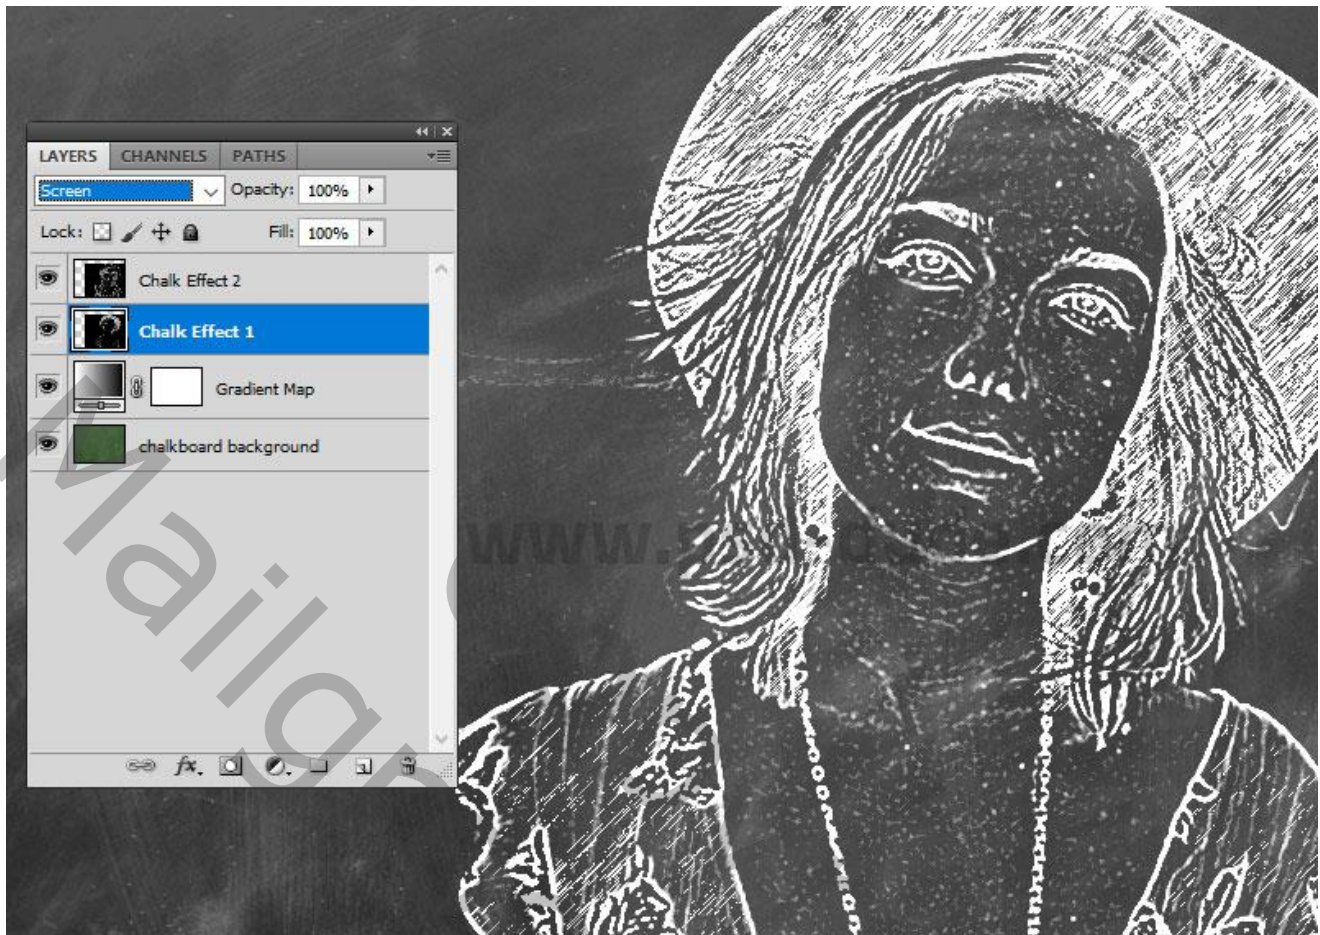 LAYERS CHANNELS PATHS
Screen Opacity: 100%
Lock: Fill: 100%
Chalk Effect 2
Chalk Effect 1
Gradient Map
chalkboard background
www.